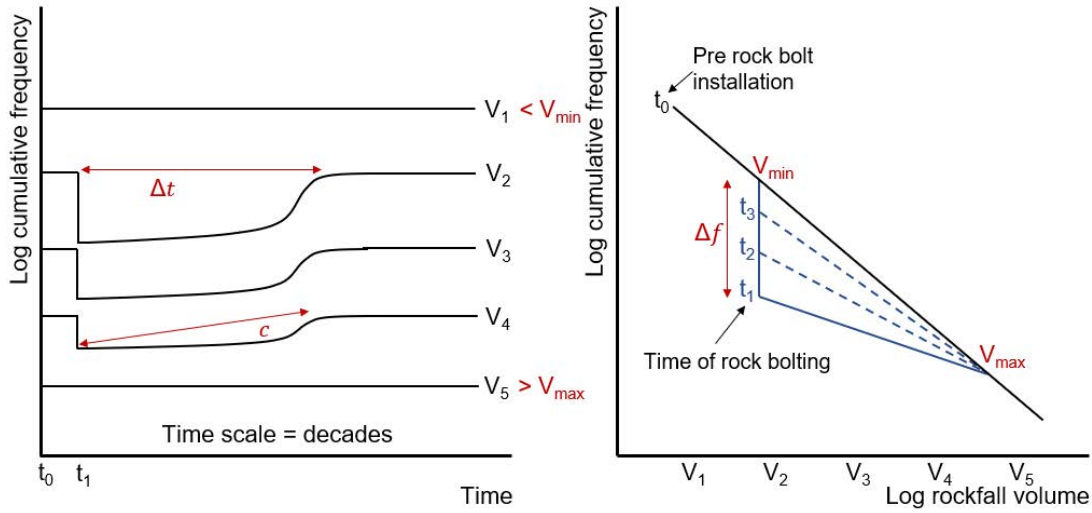 Log cumulative frequency
V₁ < Vₘᵢₙ
Δt
V₂
V₃
c
V₄
V₅ > Vₘₐₓ
Time scale = decades
t₀
t₁
Time
Log cumulative frequency
Pre rock bolt
installation
t₀
Vₘᵢₙ
t₃
Δf
t₂
t₁
Time of rock bolting
Vₘₐₓ
V₁
V₂
V₃
V₄
V₅
Log rockfall volume